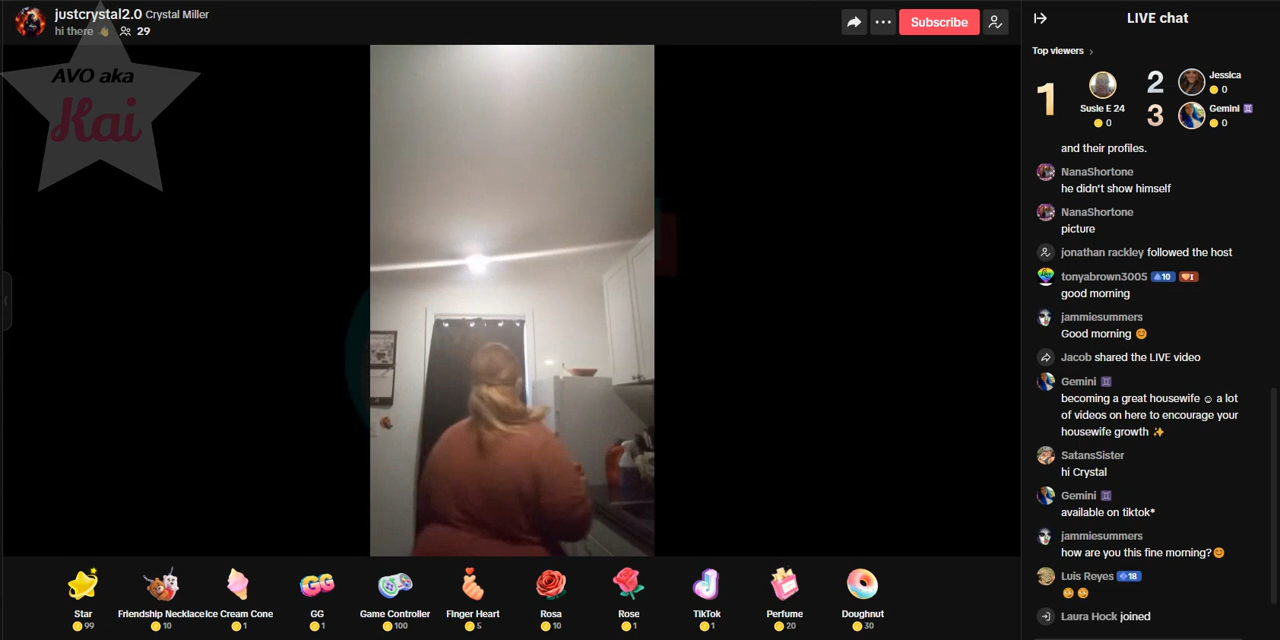 justcrystal2.0 Crystal Miller
hi there 👋 29
AVO aka
Kai
Subscribe
LIVE chat
Top viewers
1
Susie E 24
0
2
Jessica
0
3
Gemini ♊
0
and their profiles.
NanaShortone
he didn't show himself
NanaShortone
picture
jonathan rackley followed the host
tonyabrown3005 10 I
good morning
jammiesummers
Good morning 😊
Jacob shared the LIVE video
Gemini ♊
becoming a great housewife ☺ a lot
of videos on here to encourage your
housewife growth ✨
SatansSister
hi Crystal
Gemini ♊
available on tiktok*
jammiesummers
how are you this fine morning?😊
Luis Reyes 18
Laura Hock joined
GG
Star
99
Friendship Necklace
10
Ice Cream Cone
1
GG
1
Game Controller
100
Finger Heart
5
Rosa
10
Rose
1
TikTok
1
Perfume
20
Doughnut
30